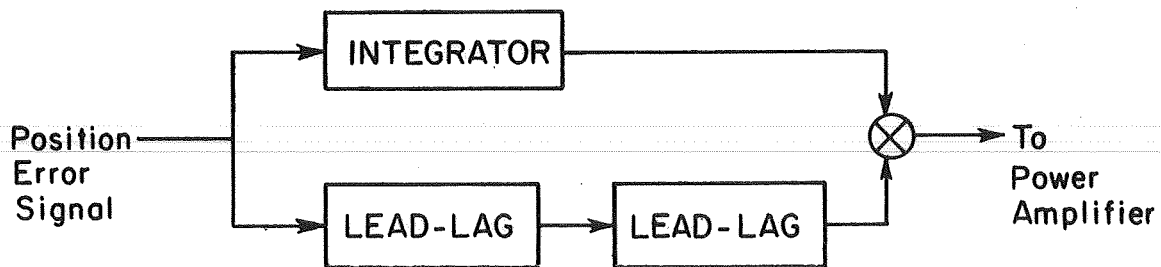 INTEGRATOR
Position
Error
Signal
To
Power
Amplifier
LEAD-LAG
LEAD-LAG